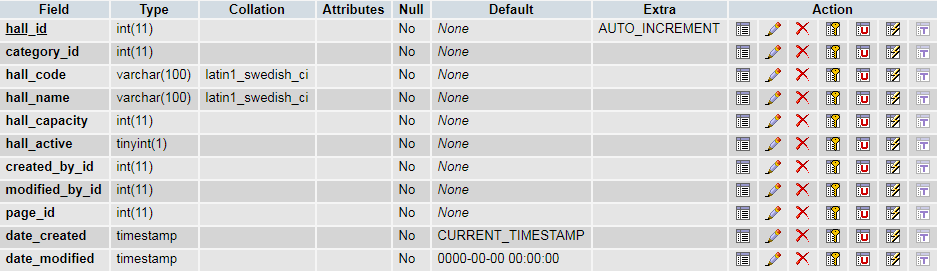 Field Type Collation Attributes Null Default Extra Action
hall_id int(11) No None AUTO_INCREMENT
category_id int(11) No None
hall_code varchar(100) latin1_swedish_ci No None
hall_name varchar(100) latin1_swedish_ci No None
hall_capacity int(11) No None
hall_active tinyint(1) No None
created_by_id int(11) No None
modified_by_id int(11) No None
page_id int(11) No None
date_created timestamp No CURRENT_TIMESTAMP
date_modified timestamp No 0000-00-00 00:00:00